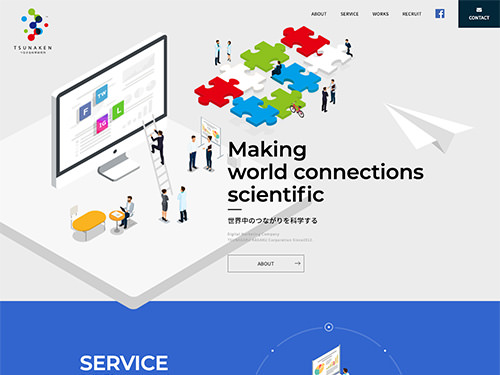 TSUNAKEN
ABOUT
SERVICE
WORKS
RECRUIT
CONTACT
F
TW
IG
L
Making
world connections
scientific
世界中のつながりを科学する
Digital Marketing Company
ABOUT
SERVICE